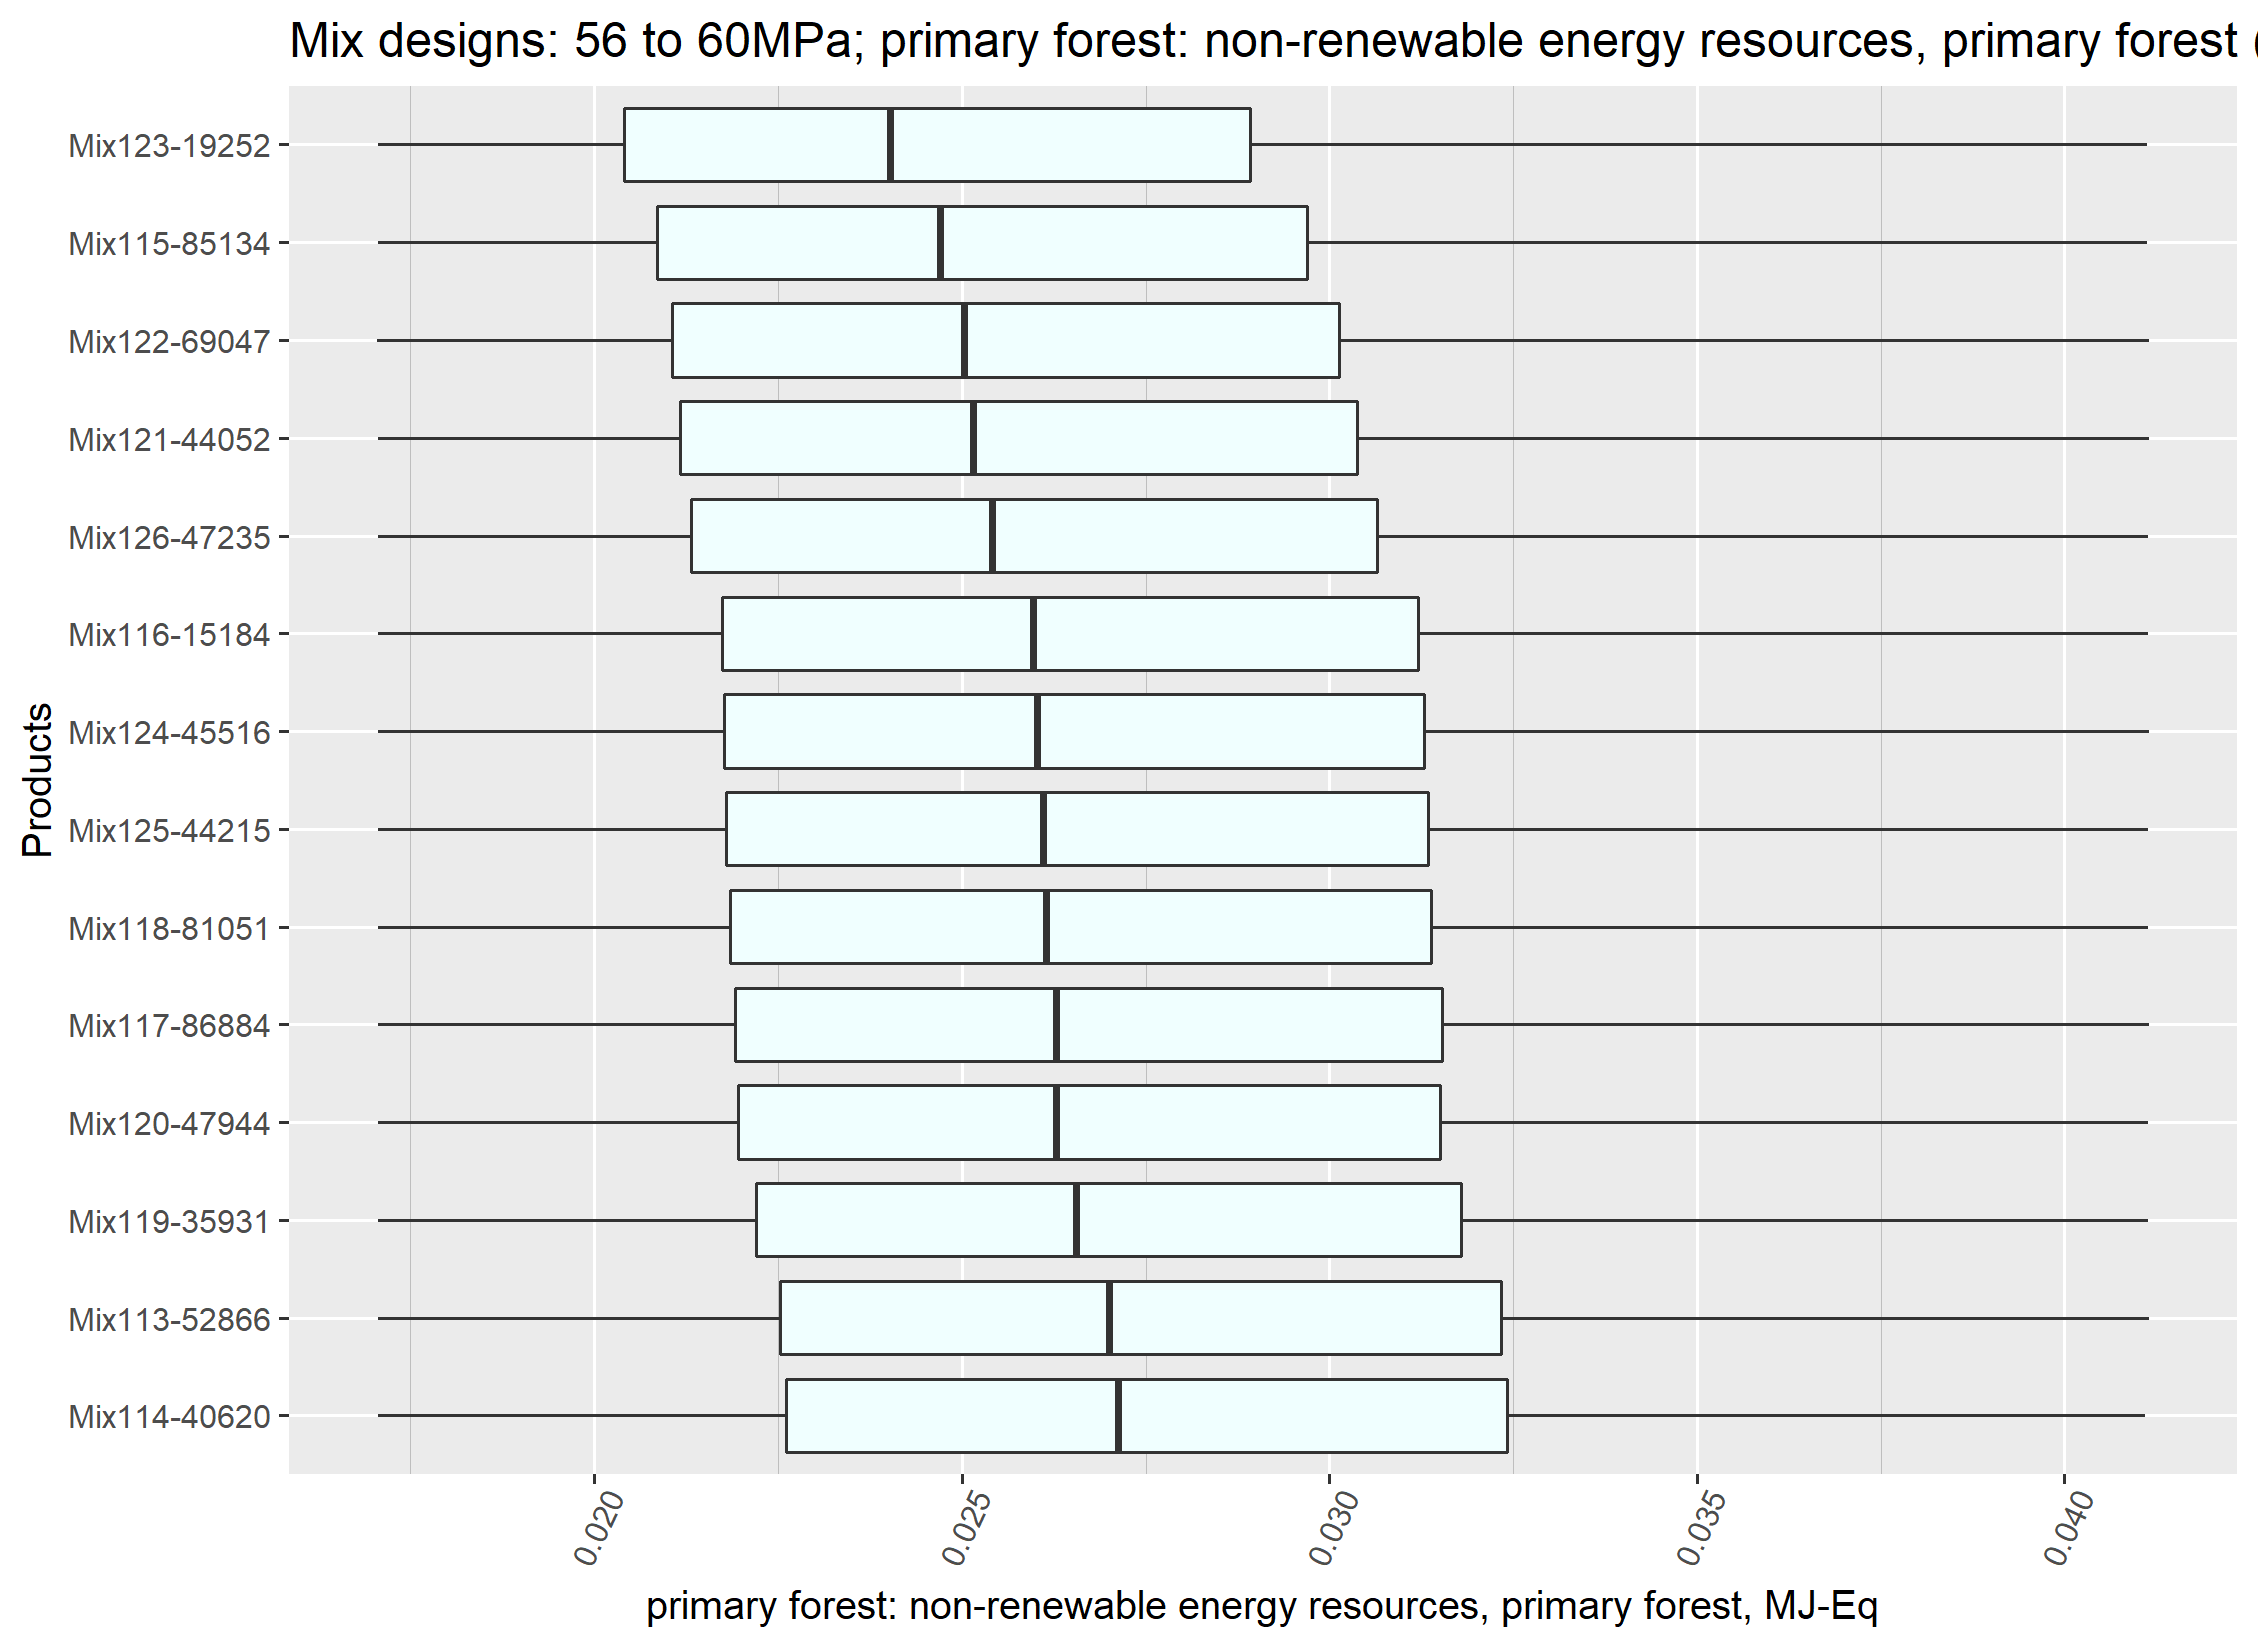 Mix designs: 56 to 60MPa; primary forest: non-renewable energy resources, primary forest (
Mix123-19252
Mix115-85134
Mix122-69047
Mix121-44052
Mix126-47235
Mix116-15184
Mix124-45516
Mix125-44215
Mix118-81051
Mix117-86884
Mix120-47944
Mix119-35931
Mix113-52866
Mix114-40620
Products
0.020
0.025
0.030
0.035
0.040
primary forest: non-renewable energy resources, primary forest, MJ-Eq